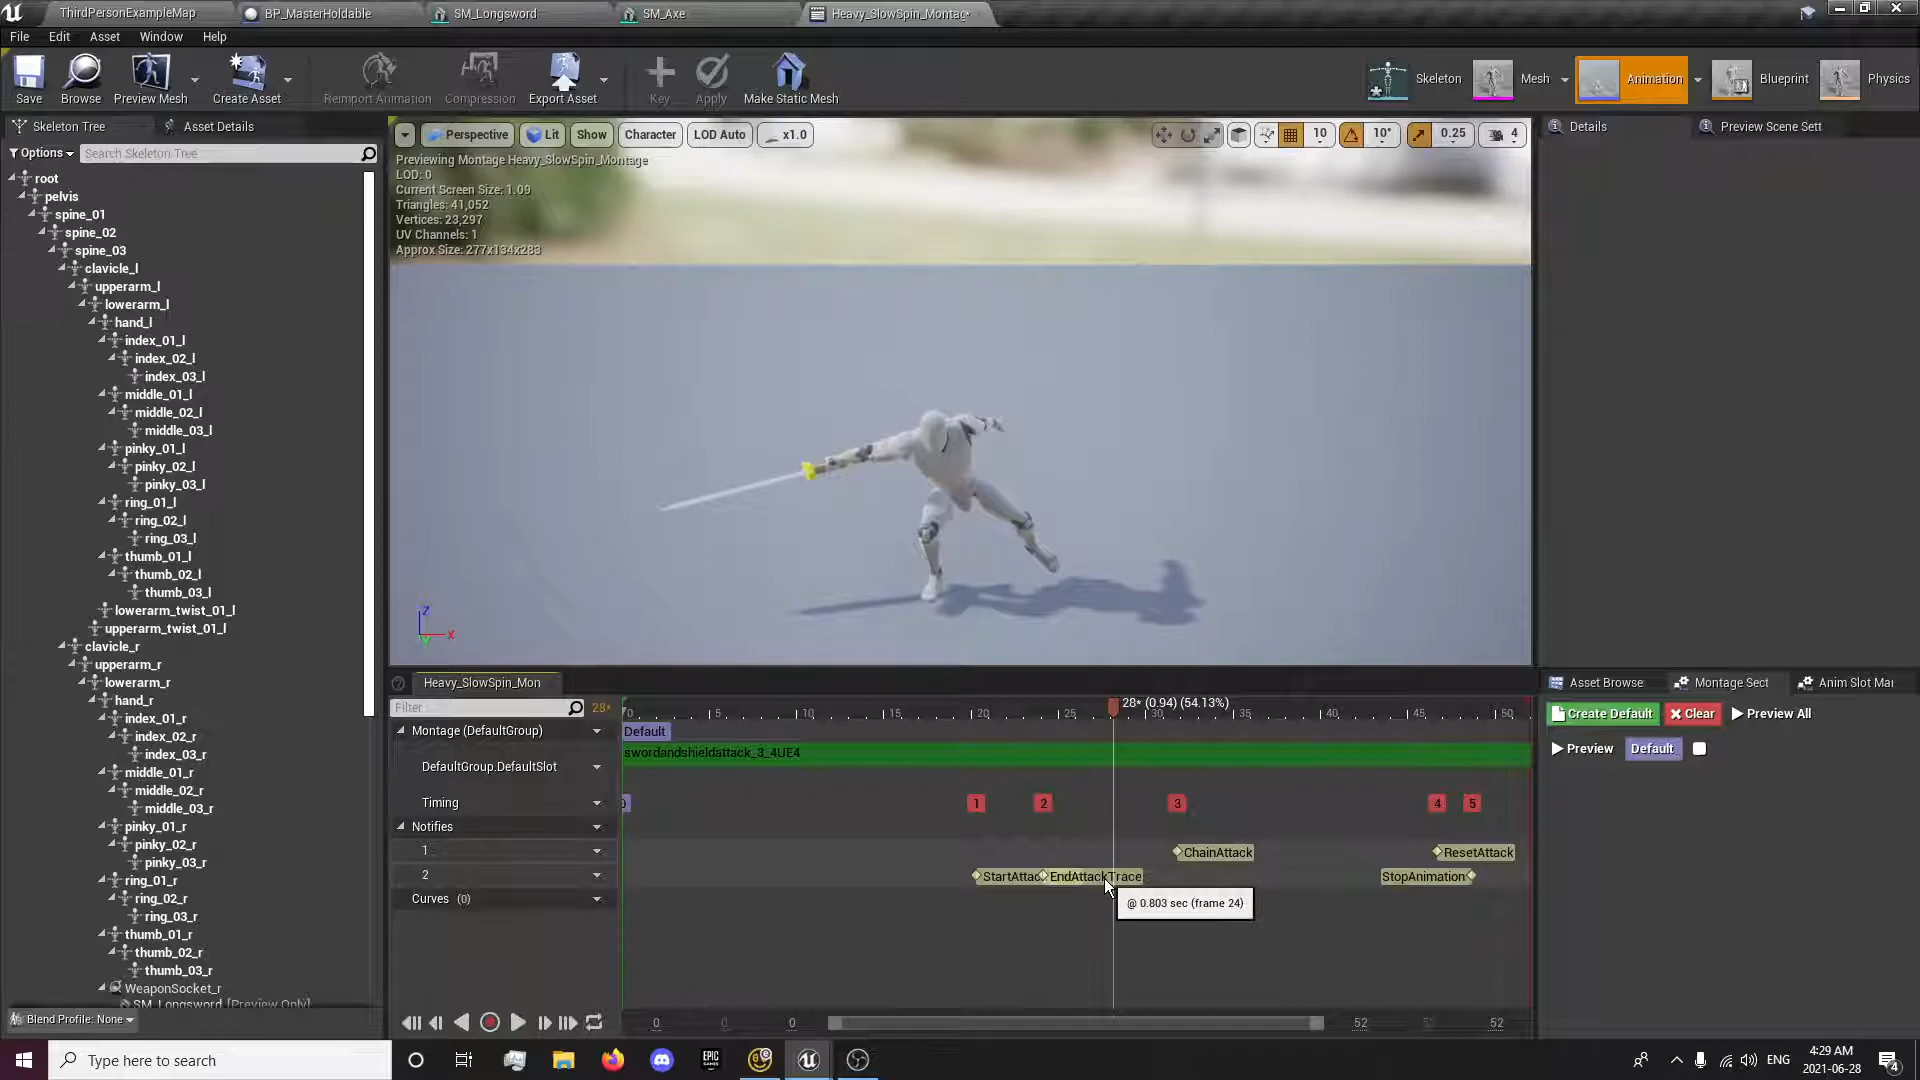 ThirdPersonExampleMap
BP_MasterHoldable
SM_Longsword
SM_Axe
Heavy_SlowSpin_Montag*
File Edit Asset Window Help
Save
Browse
Preview Mesh
Create Asset
Reimport Animation
Compression
Export Asset
Key
Apply
Make Static Mesh
Skeleton
Mesh
Animation
Blueprint
Physics
Skeleton Tree
Asset Details
Options
Search Skeleton Tree
root
pelvis
spine_01
spine_02
spine_03
clavicle_l
upperarm_l
lowerarm_l
hand_l
index_01_l
index_02_l
index_03_l
middle_01_l
middle_02_l
middle_03_l
pinky_01_l
pinky_02_l
pinky_03_l
ring_01_l
ring_02_l
ring_03_l
thumb_01_l
thumb_02_l
thumb_03_l
lowerarm_twist_01_l
upperarm_twist_01_l
clavicle_r
upperarm_r
lowerarm_r
hand_r
index_01_r
index_02_r
index_03_r
middle_01_r
middle_02_r
middle_03_r
pinky_01_r
pinky_02_r
pinky_03_r
ring_01_r
ring_02_r
ring_03_r
thumb_01_r
thumb_02_r
thumb_03_r
WeaponSocket_r
SM_Longsword [Preview Only]
Blend Profile: None
Perspective Lit Show Character LOD Auto x1.0
10 10° 0.25 4
Previewing Montage Heavy_SlowSpin_Montage
LOD: 0
Current Screen Size: 1.09
Triangles: 41,052
Vertices: 23,297
UV Channels: 1
Approx Size: 277x134x283
Z
X
Heavy_SlowSpin_Mon
Filter 28*
28* (0.94) (54.13%)
0 5 10 15 20 25 30 35 40 45 50
Montage (DefaultGroup)
Default
swordandshieldattack_3_4UE4
DefaultGroup.DefaultSlot
Timing
1 2 3 4 5
Notifies
1
ChainAttack
ResetAttack
2
StartAttac
EndAttackTrace
StopAnimation
@ 0.803 sec (frame 24)
Curves (0)
0 0 0 52 52
Details
Preview Scene Sett
Asset Browse
Montage Sect
Anim Slot Mar
Create Default
Clear
Preview All
Preview
Default
Type here to search
EPIC
ENG
4:29 AM
2021-06-28
4